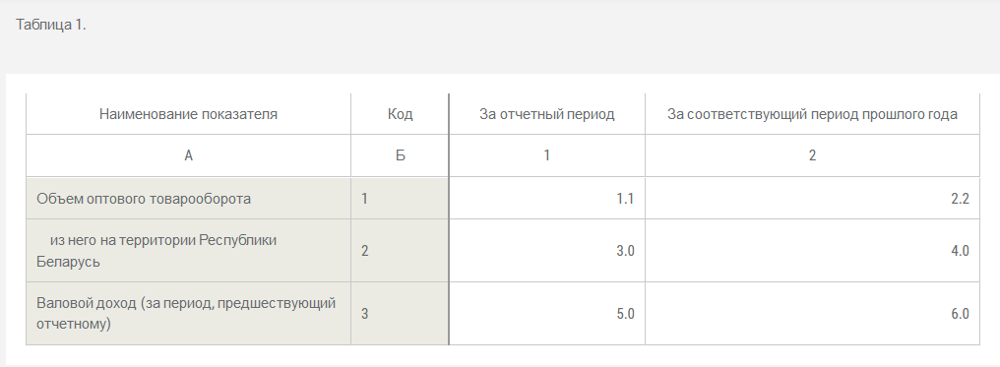 Таблица 1.
Наименование показателя Код За отчетный период За соответствующий период прошлого года
А Б 1 2
Объем оптового товарооборота 1 1.1 2.2
из него на территории Республики
Беларусь 2 3.0 4.0
Валовой доход (за период, предшествующий
отчетному) 3 5.0 6.0